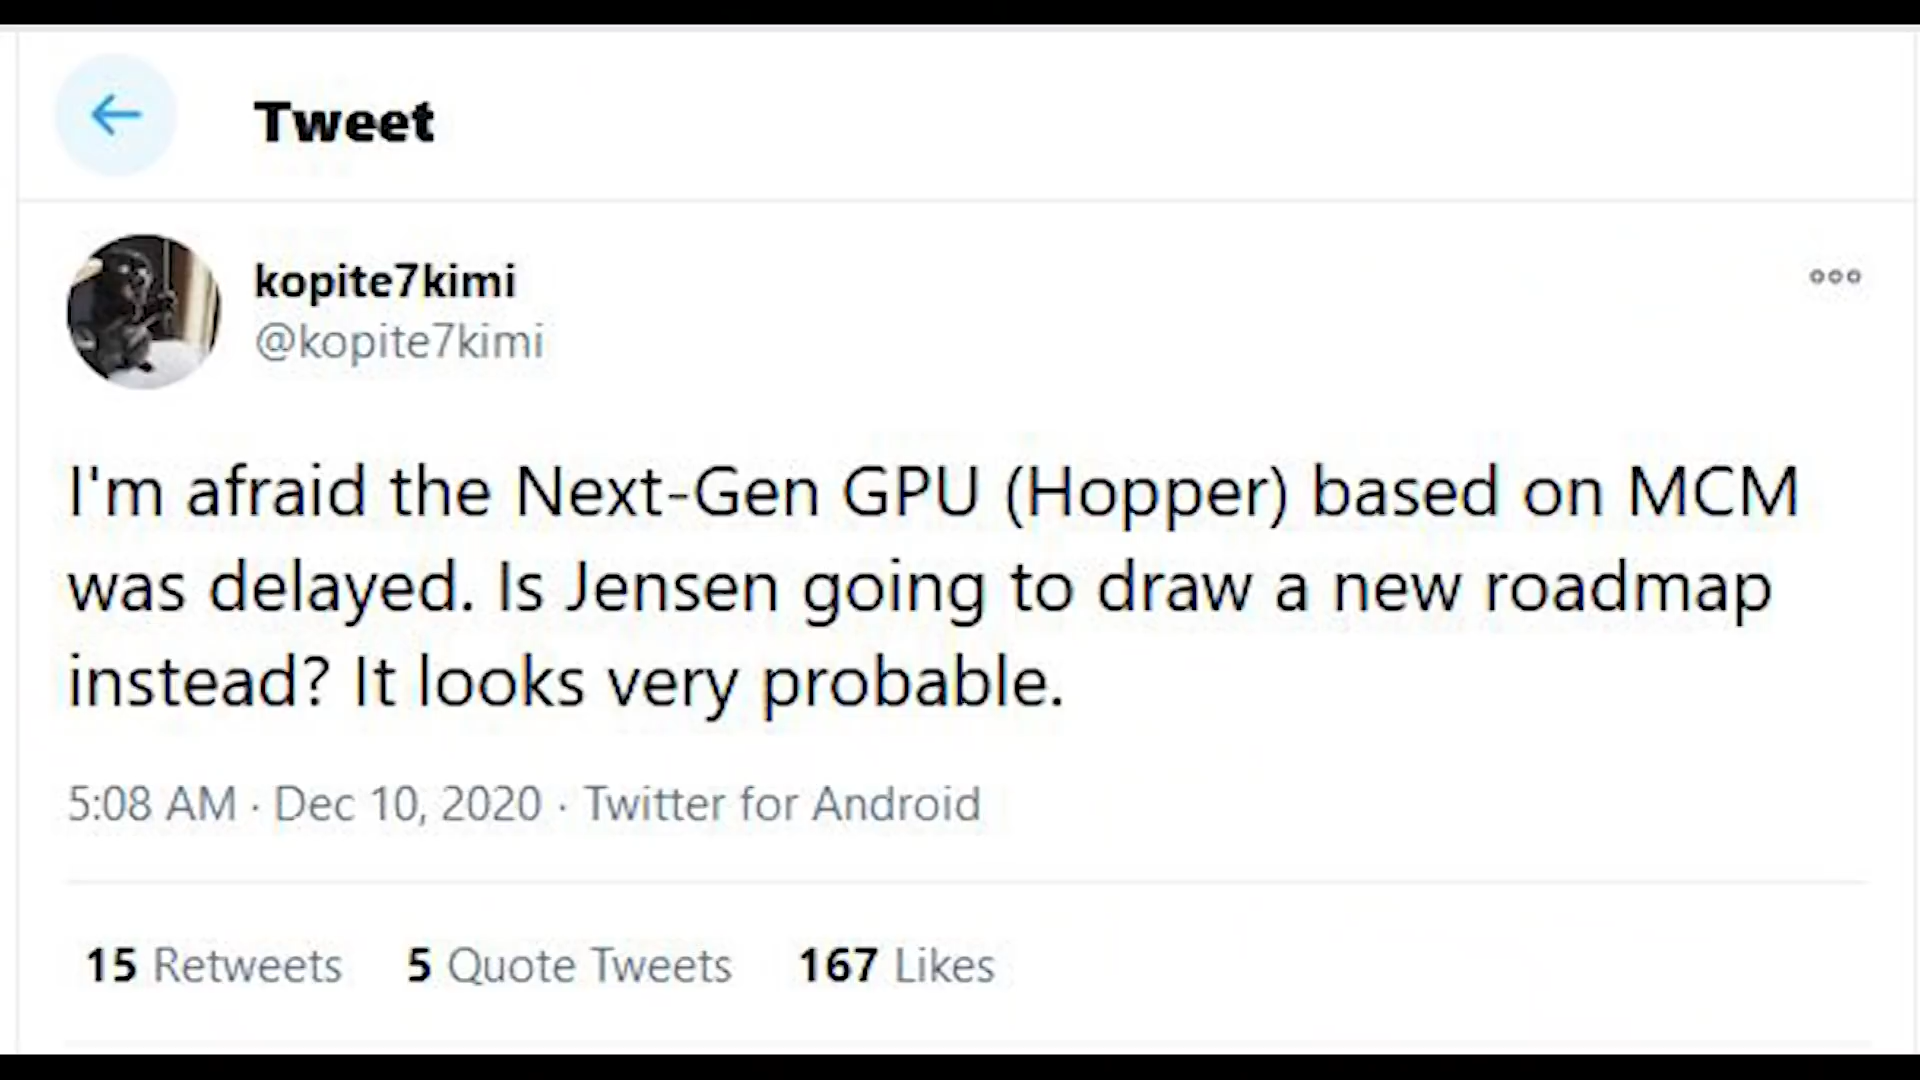 Tweet
kopite7kimi
@kopite7kimi
I'm afraid the Next-Gen GPU (Hopper) based on MCM
was delayed. Is Jensen going to draw a new roadmap
instead? It looks very probable.
5:08 AM · Dec 10, 2020 · Twitter for Android
15 Retweets 5 Quote Tweets 167 Likes